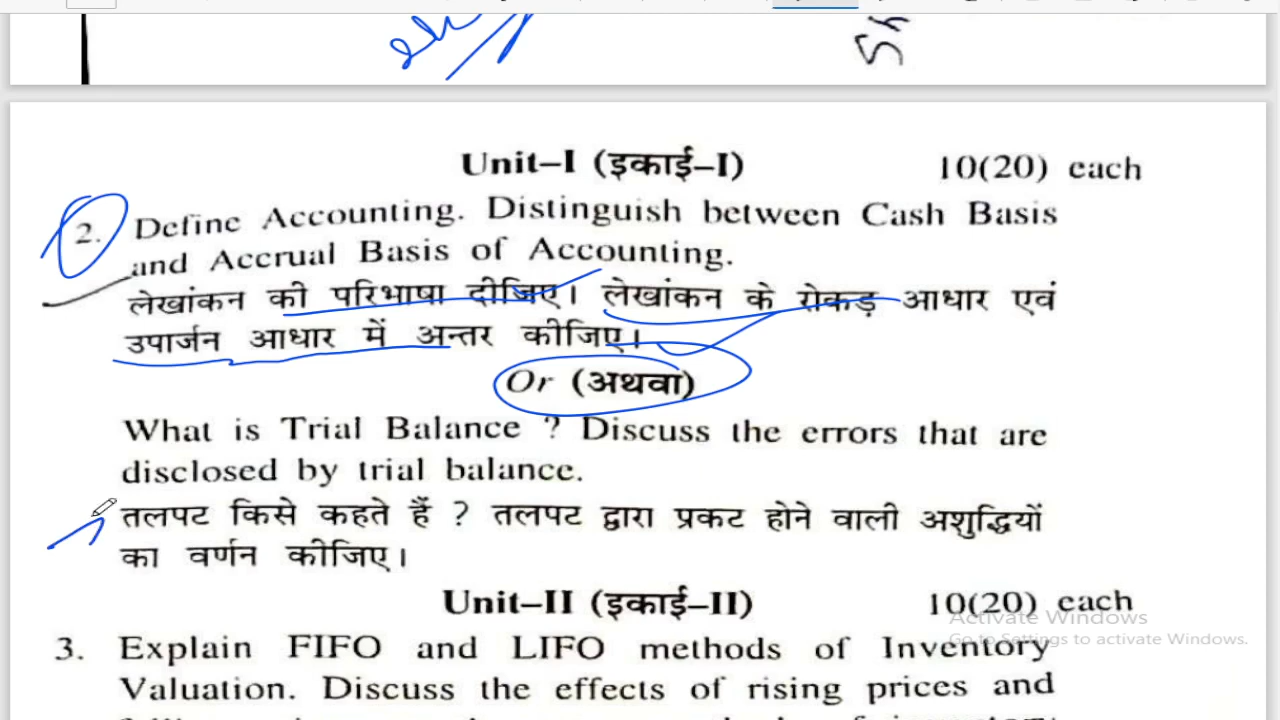 Sh
Unit–I (इकाई–I) 10(20) each
2. Define Accounting. Distinguish between Cash Basis
and Accrual Basis of Accounting.
लेखांकन की परिभाषा दीजिए। लेखांकन के रोकड़ आधार एवं
उपार्जन आधार में अन्तर कीजिए।
Or (अथवा)
What is Trial Balance ? Discuss the errors that are
disclosed by trial balance.
तलपट किसे कहते हैं ? तलपट द्वारा प्रकट होने वाली अशुद्धियों
का वर्णन कीजिए।
Unit–II (इकाई–II) 10(20) each
Activate Windows
Go to Settings to activate Windows.
3. Explain FIFO and LIFO methods of Inventory
Valuation. Discuss the effects of rising prices and